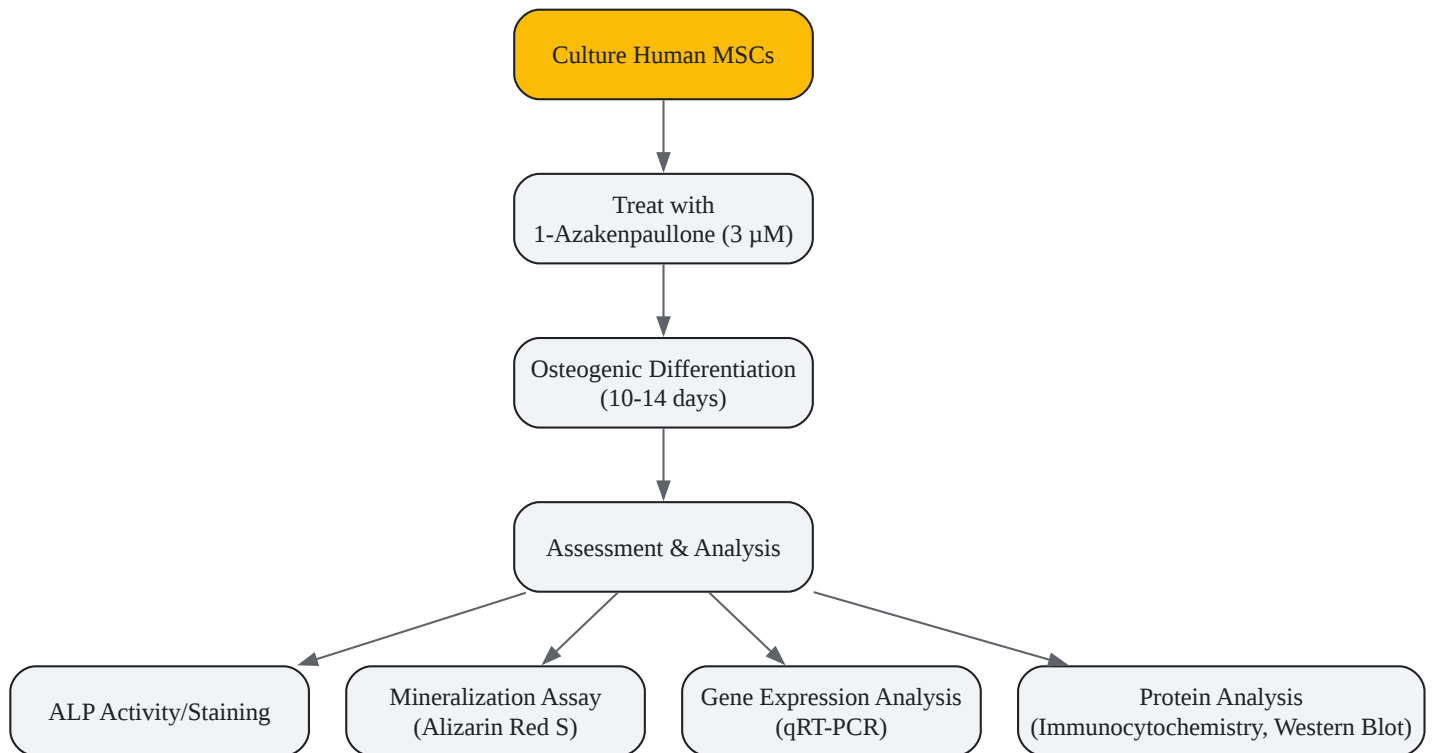 Culture Human MSCs
Treat with
1-Azakenpaullone (3 µM)
Osteogenic Differentiation
(10-14 days)
Assessment & Analysis
ALP Activity/Staining
Mineralization Assay
(Alizarin Red S)
Gene Expression Analysis
(qRT-PCR)
Protein Analysis
(Immunocytochemistry, Western Blot)